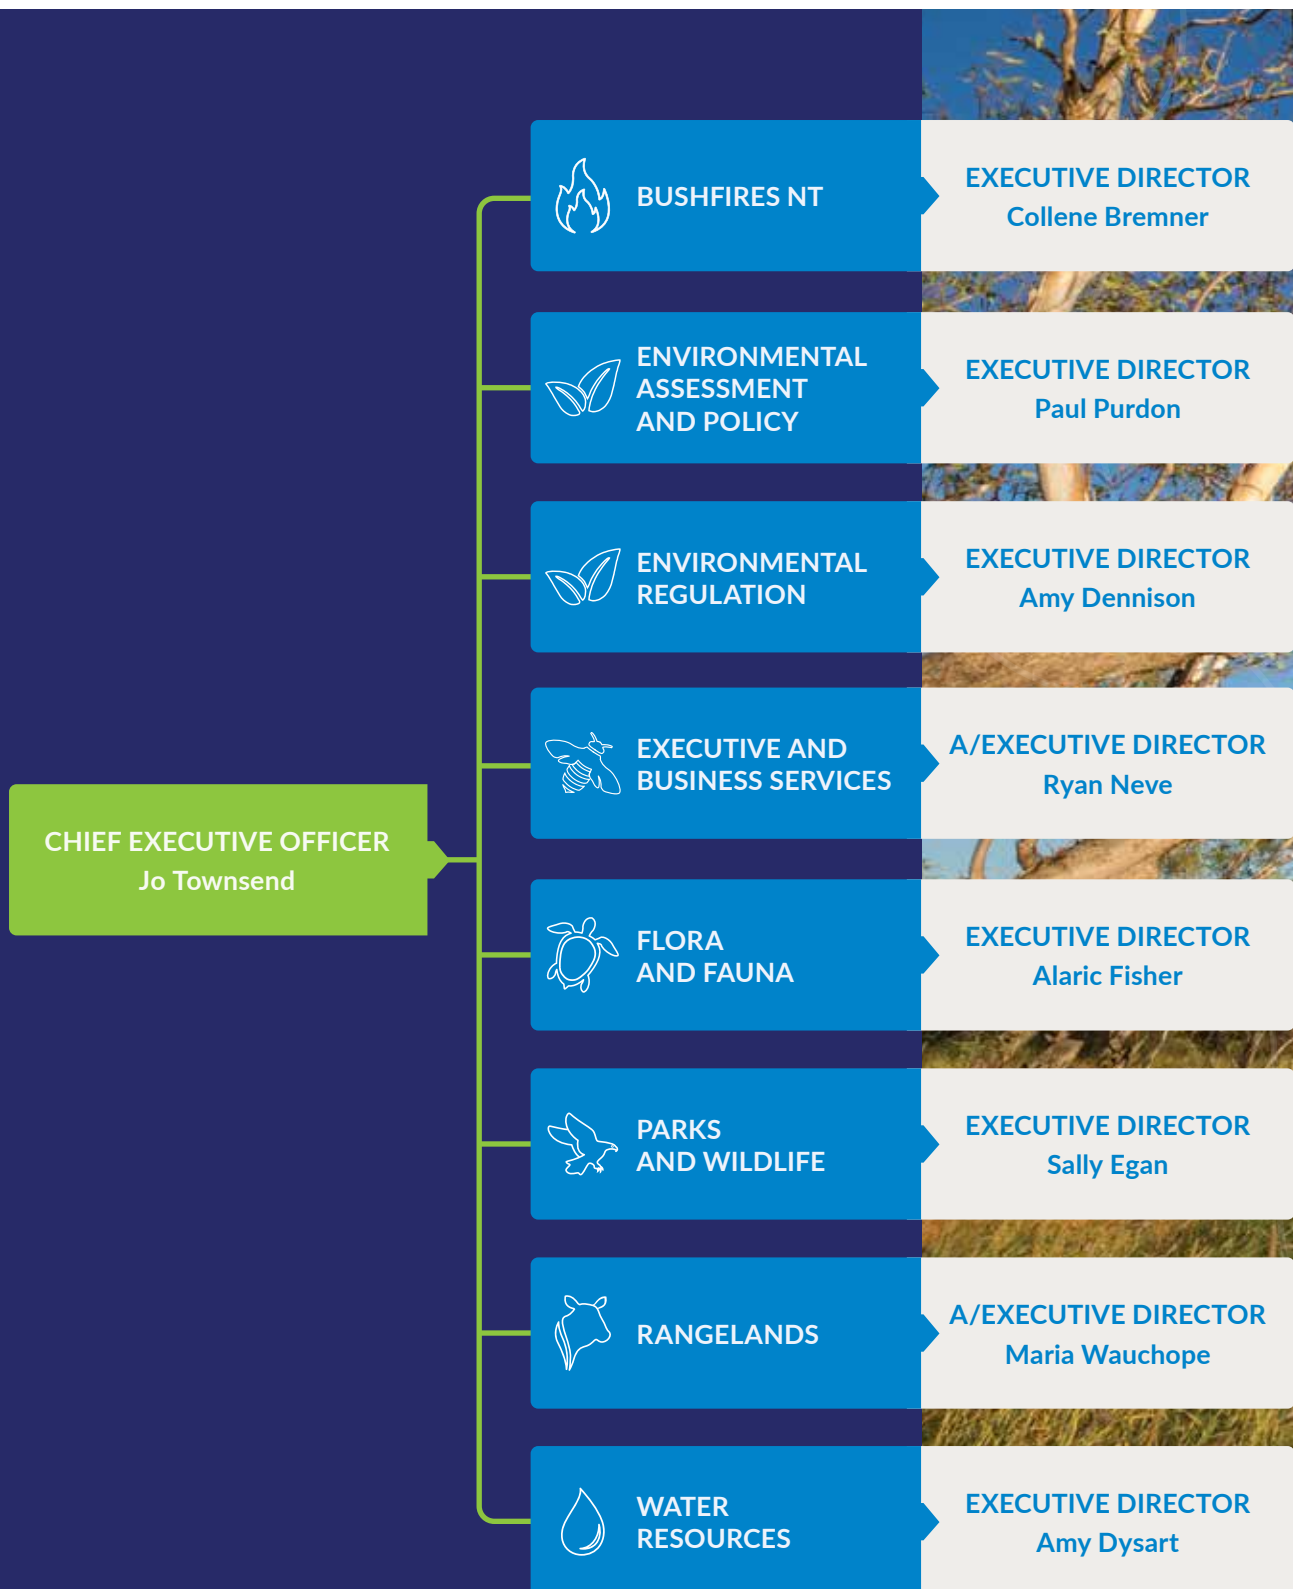 BUSHFIRES NT
EXECUTIVE DIRECTOR
Collene Bremner
ENVIRONMENTAL
ASSESSMENT
AND POLICY
EXECUTIVE DIRECTOR
Paul Purdon
ENVIRONMENTAL
REGULATION
EXECUTIVE DIRECTOR
Amy Dennison
EXECUTIVE AND
BUSINESS SERVICES
A/EXECUTIVE DIRECTOR
Ryan Neve
CHIEF EXECUTIVE OFFICER
Jo Townsend
FLORA
AND FAUNA
EXECUTIVE DIRECTOR
Alaric Fisher
PARKS
AND WILDLIFE
EXECUTIVE DIRECTOR
Sally Egan
RANGELANDS
A/EXECUTIVE DIRECTOR
Maria Wauchope
WATER
RESOURCES
EXECUTIVE DIRECTOR
Amy Dysart